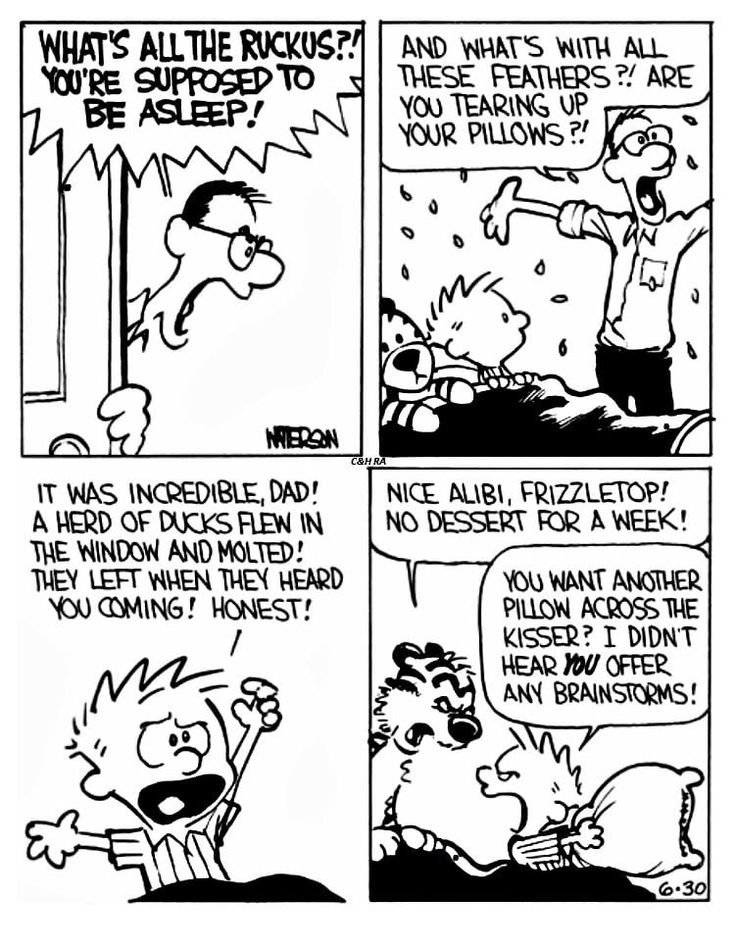 WHAT'S ALL THE RUCKUS?!
YOU'RE SUPPOSED TO
BE ASLEEP!
WATERSON
AND WHAT'S WITH ALL
THESE FEATHERS?! ARE
YOU TEARING UP
YOUR PILLOWS?!
C&H RA
IT WAS INCREDIBLE, DAD!
A HERD OF DUCKS FLEW IN
THE WINDOW AND MOLTED!
THEY LEFT WHEN THEY HEARD
YOU COMING! HONEST!
NICE ALIBI, FRIZZLETOP!
NO DESSERT FOR A WEEK!
YOU WANT ANOTHER
PILLOW ACROSS THE
KISSER? I DIDN'T
HEAR YOU OFFER
ANY BRAINSTORMS!
6·30